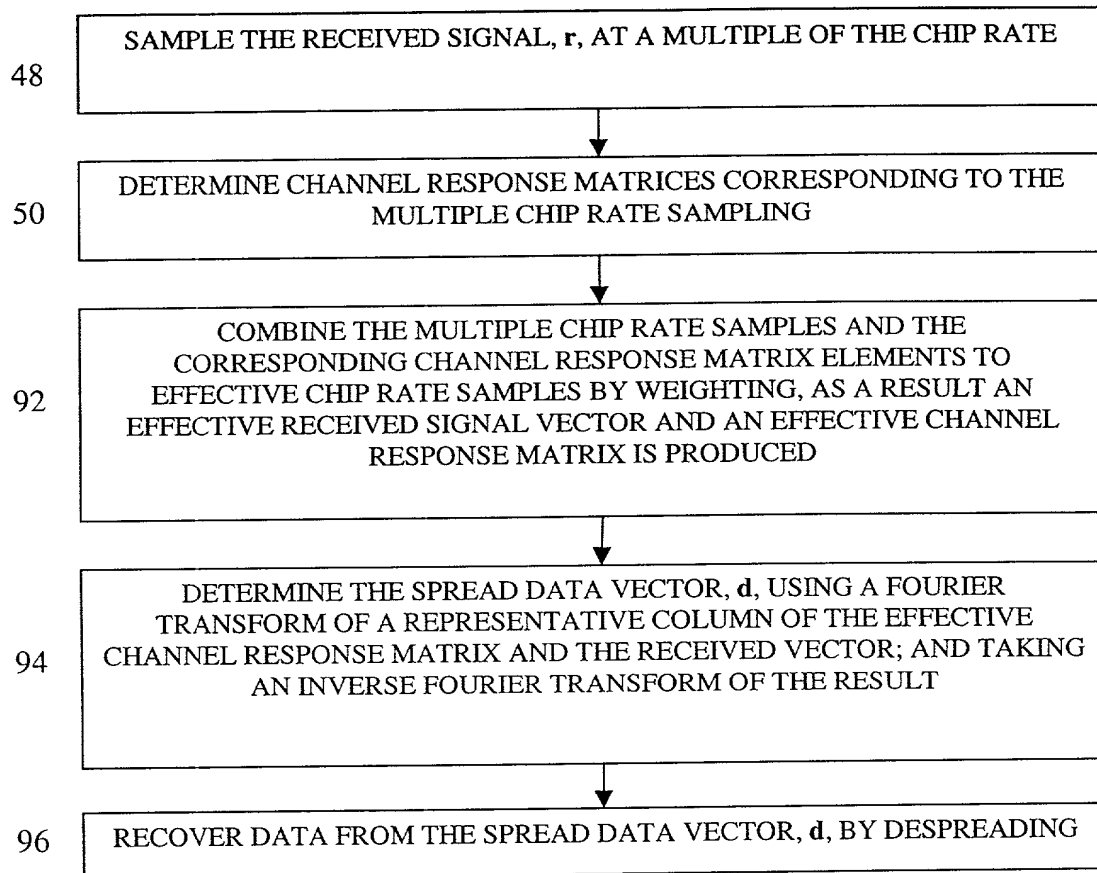 SAMPLE THE RECEIVED SIGNAL, r, AT A MULTIPLE OF THE CHIP RATE
48
DETERMINE CHANNEL RESPONSE MATRICES CORRESPONDING TO THE
MULTIPLE CHIP RATE SAMPLING
50
COMBINE THE MULTIPLE CHIP RATE SAMPLES AND THE
CORRESPONDING CHANNEL RESPONSE MATRIX ELEMENTS TO
EFFECTIVE CHIP RATE SAMPLES BY WEIGHTING, AS A RESULT AN
EFFECTIVE RECEIVED SIGNAL VECTOR AND AN EFFECTIVE CHANNEL
RESPONSE MATRIX IS PRODUCED
92
DETERMINE THE SPREAD DATA VECTOR, d, USING A FOURIER
TRANSFORM OF A REPRESENTATIVE COLUMN OF THE EFFECTIVE
CHANNEL RESPONSE MATRIX AND THE RECEIVED VECTOR; AND TAKING
AN INVERSE FOURIER TRANSFORM OF THE RESULT
94
RECOVER DATA FROM THE SPREAD DATA VECTOR, d, BY DESPREADING
96